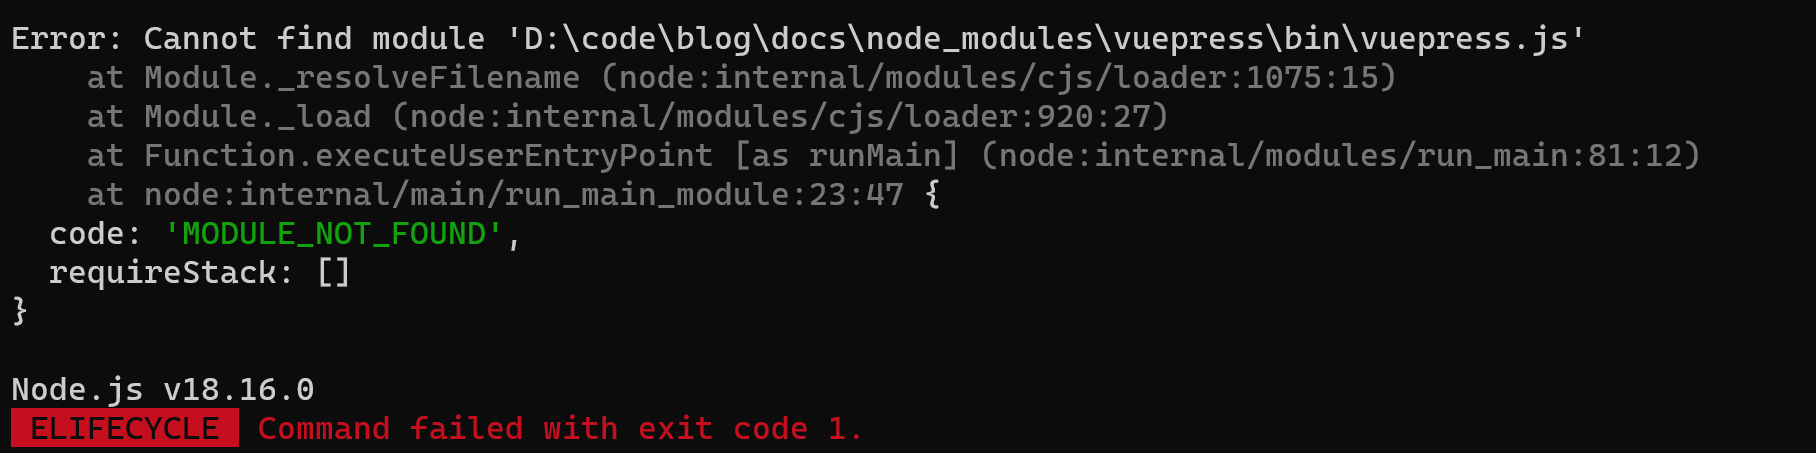 Error: Cannot find module 'D:\code\blog\docs\node_modules\vuepress\bin\vuepress.js'
    at Module._resolveFilename (node:internal/modules/cjs/loader:1075:15)
    at Module._load (node:internal/modules/cjs/loader:920:27)
    at Function.executeUserEntryPoint [as runMain] (node:internal/modules/run_main:81:12)
    at node:internal/main/run_main_module:23:47 {
  code: 'MODULE_NOT_FOUND',
  requireStack: []
}
Node.js v18.16.0
 ELIFECYCLE  Command failed with exit code 1.